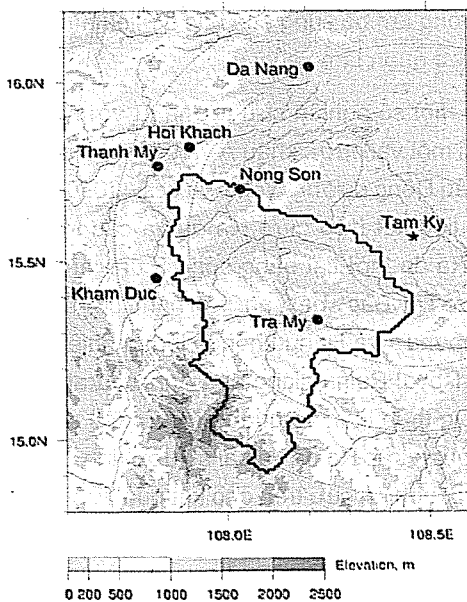 16.0N
Da Nang
Hoi Khach
Thanh My
Nong Son
Tam Ky
15.5N
Kham Duc
Tra My
15.0N
108.0E
108.5E
Elevation, m
0 200 500 1000 1500 2000 2500